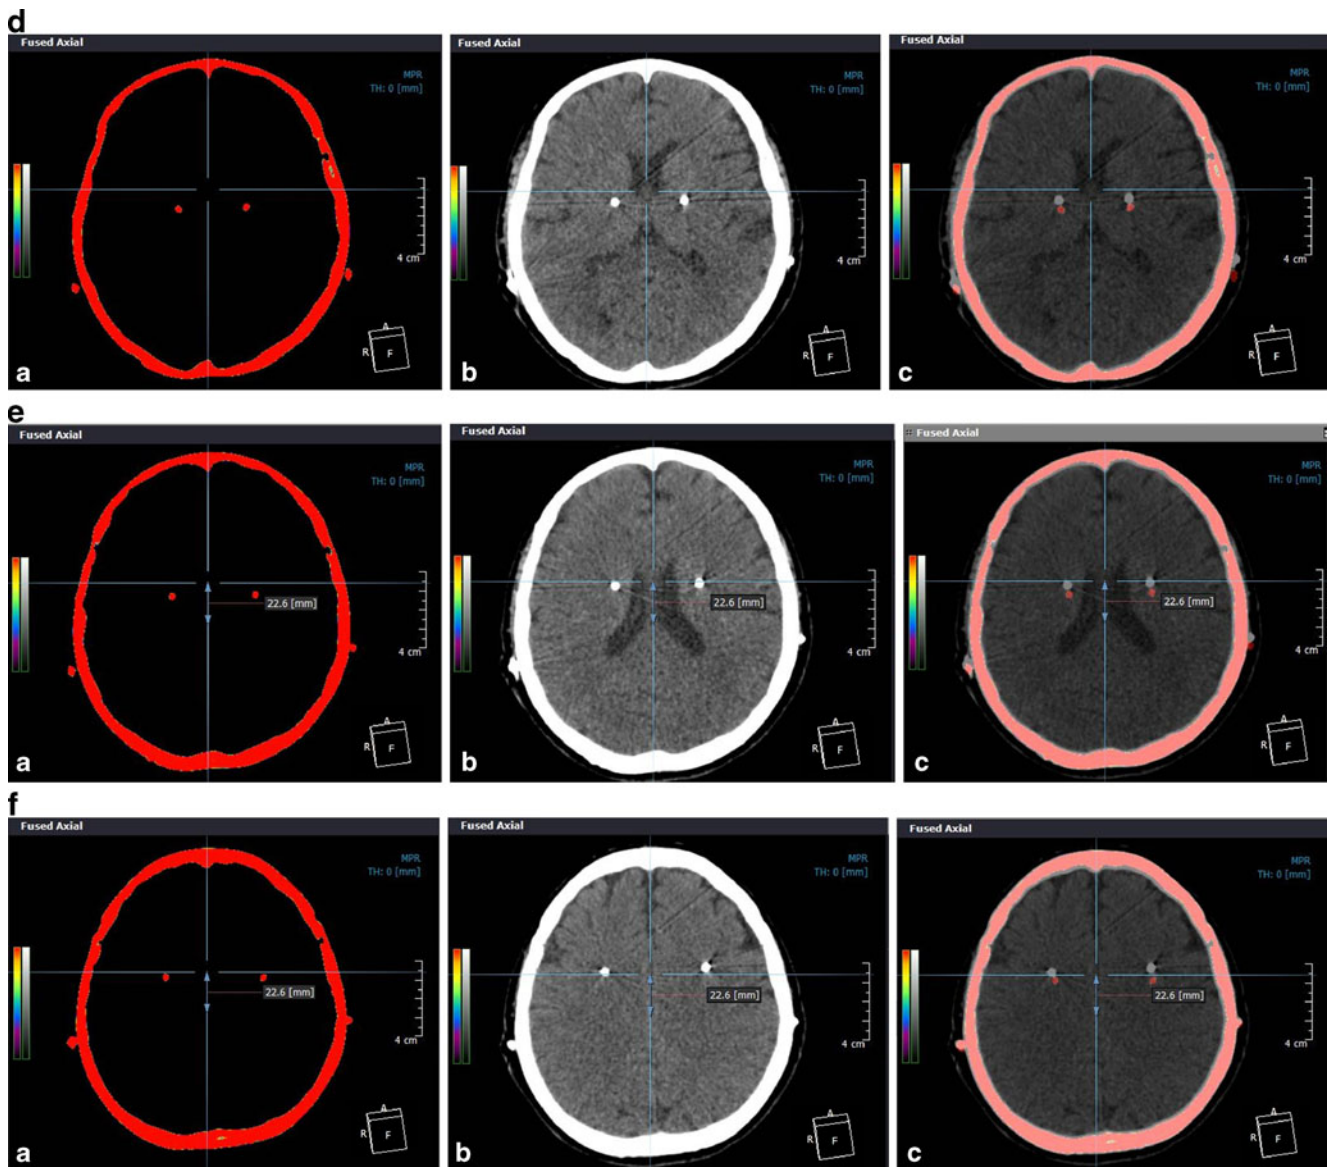 d
Fused Axial
MPR
TH: 0 [mm]
4 cm
A
R
F
a
Fused Axial
MPR
TH: 0 [mm]
4 cm
A
R
F
b
Fused Axial
MPR
TH: 0 [mm]
4 cm
A
R
F
c
e
Fused Axial
MPR
TH: 0 [mm]
22.6 [mm]
4 cm
A
R
F
a
Fused Axial
MPR
TH: 0 [mm]
22.6 [mm]
4 cm
A
R
F
b
Fused Axial
MPR
TH: 0 [mm]
22.6 [mm]
4 cm
A
R
F
c
f
Fused Axial
MPR
TH: 0 [mm]
22.6 [mm]
4 cm
A
R
F
a
Fused Axial
MPR
TH: 0 [mm]
22.6 [mm]
4 cm
A
R
F
b
Fused Axial
MPR
TH: 0 [mm]
22.6 [mm]
4 cm
A
R
F
c